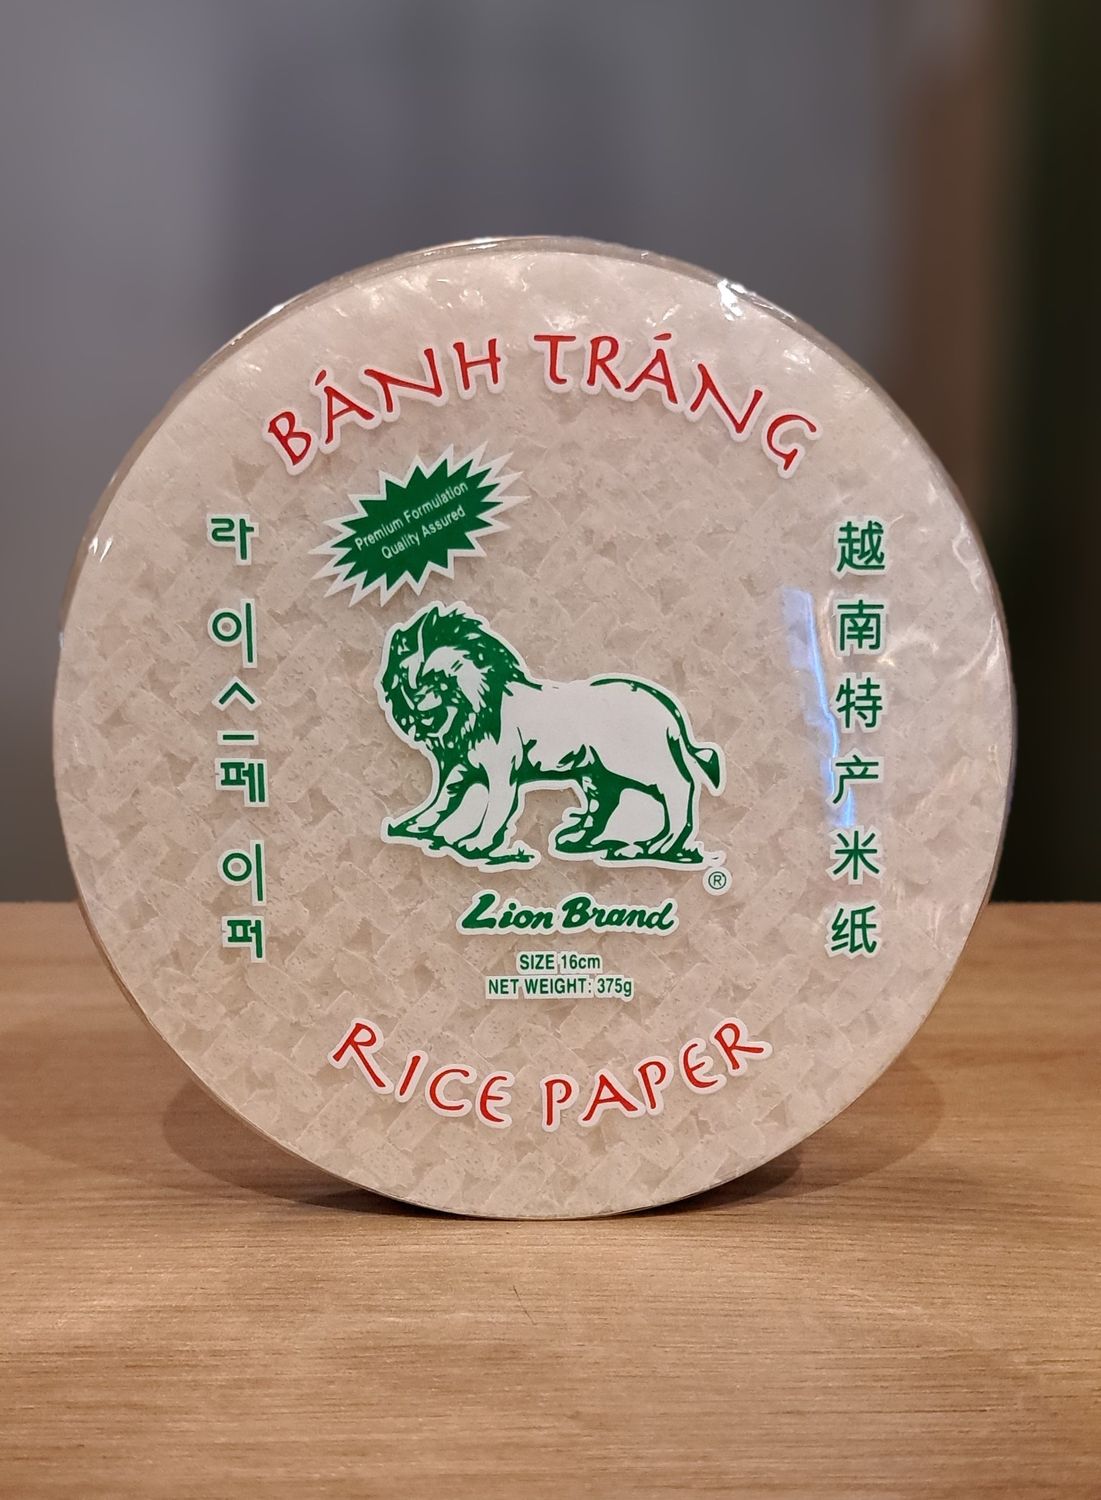 BÁNH TRÁNG
Premium Formulation
Quality Assured
라이스페이퍼
越南特产米纸
®
Lion Brand
SIZE 16cm
NET WEIGHT: 375g
RICE PAPER